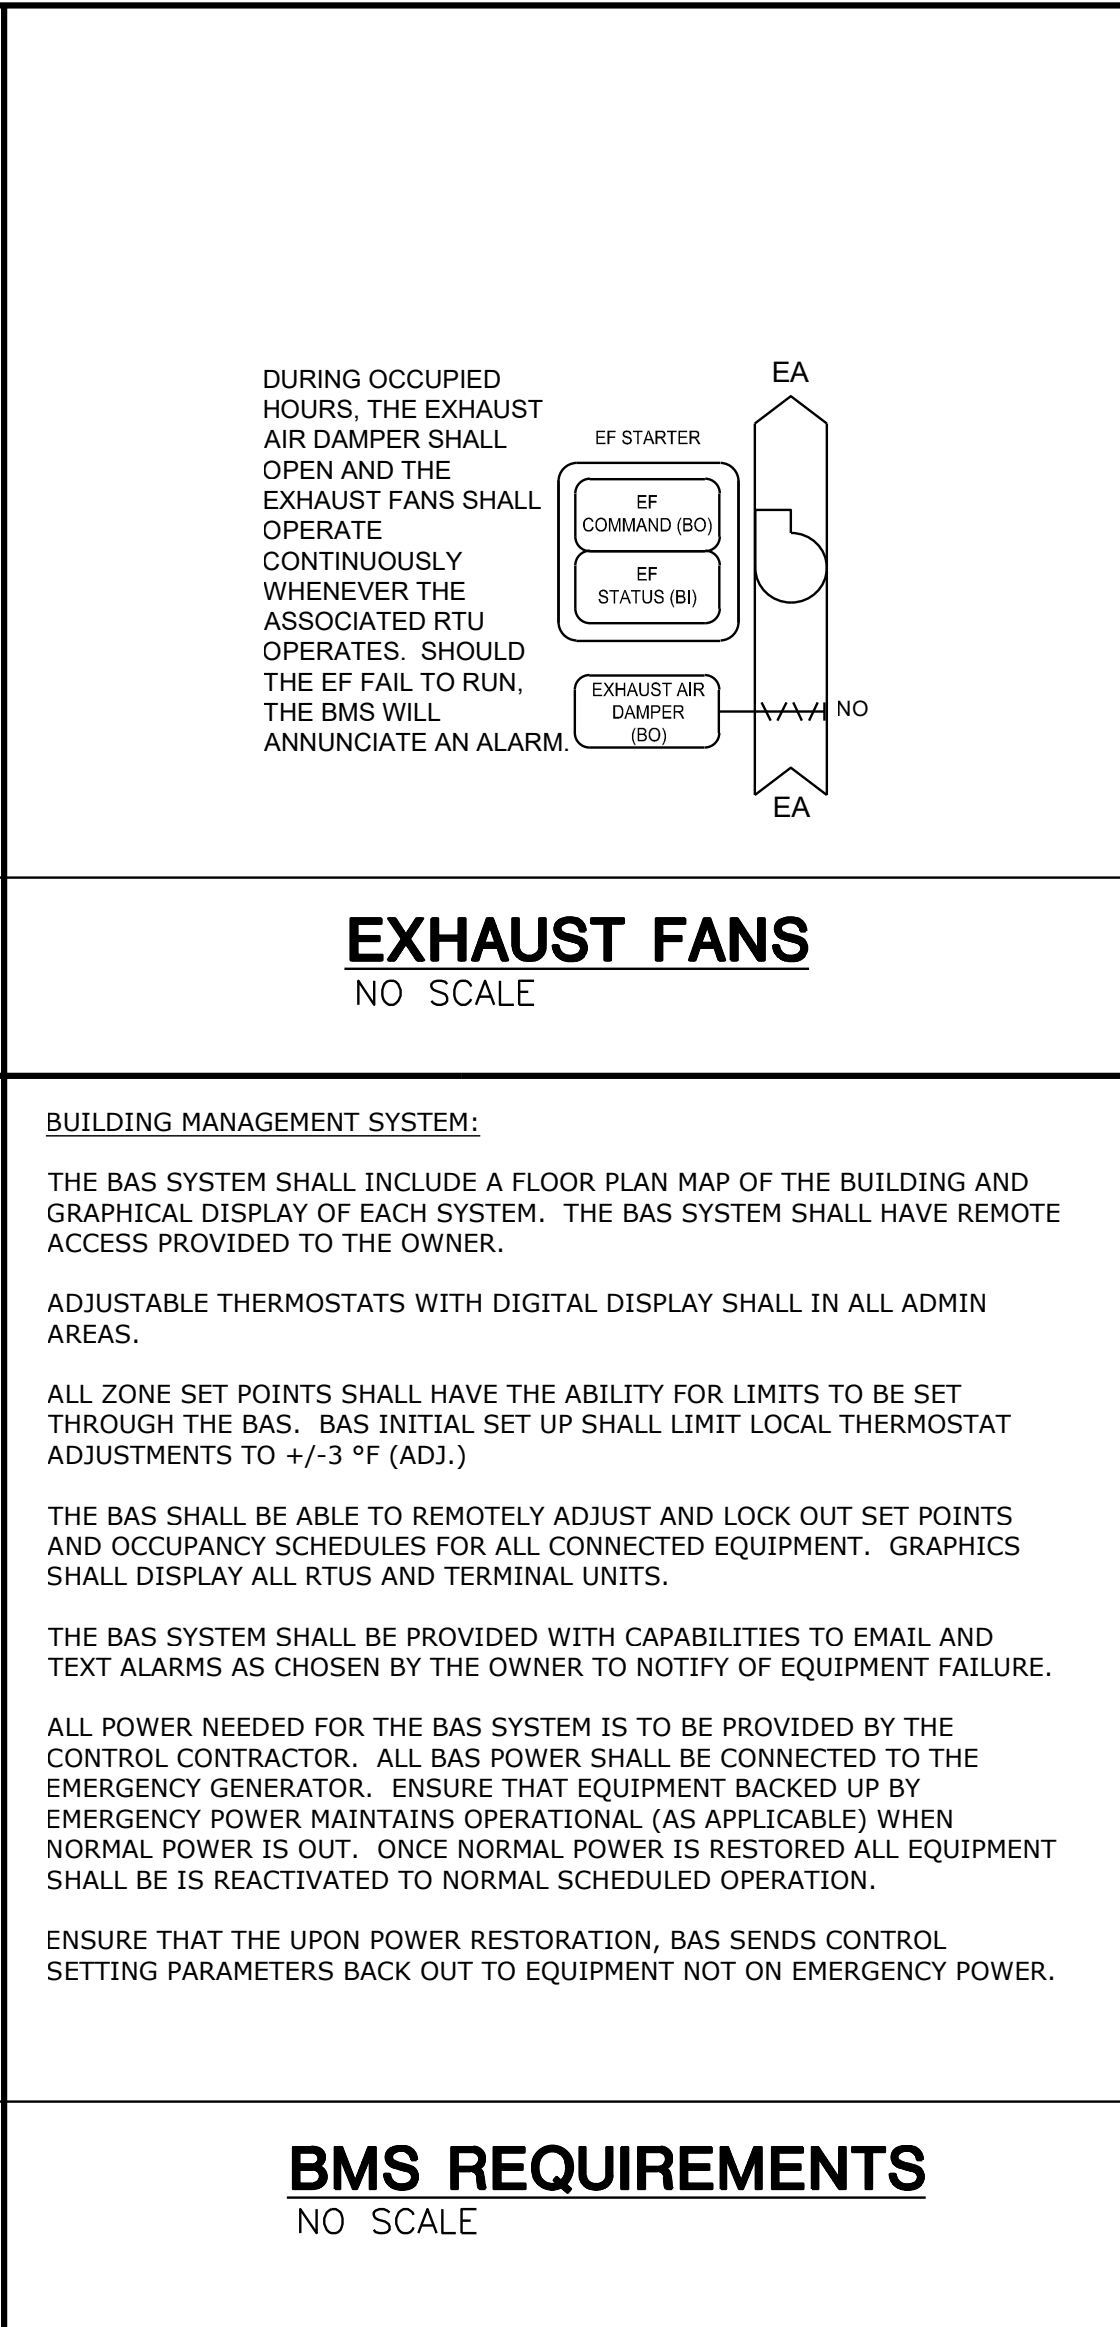 DURING OCCUPIED
HOURS, THE EXHAUST
AIR DAMPER SHALL
OPEN AND THE
EXHAUST FANS SHALL
OPERATE
CONTINUOUSLY
WHENEVER THE
ASSOCIATED RTU
OPERATES. SHOULD
THE EF FAIL TO RUN,
THE BMS WILL
ANNUNCIATE AN ALARM.
EF STARTER
EF
COMMAND (BO)
EF
STATUS (BI)
EXHAUST AIR
DAMPER
(BO)
EA
NO
EA
EXHAUST FANS
NO SCALE
BUILDING MANAGEMENT SYSTEM:
THE BAS SYSTEM SHALL INCLUDE A FLOOR PLAN MAP OF THE BUILDING AND
GRAPHICAL DISPLAY OF EACH SYSTEM. THE BAS SYSTEM SHALL HAVE REMOTE
ACCESS PROVIDED TO THE OWNER.
ADJUSTABLE THERMOSTATS WITH DIGITAL DISPLAY SHALL IN ALL ADMIN
AREAS.
ALL ZONE SET POINTS SHALL HAVE THE ABILITY FOR LIMITS TO BE SET
THROUGH THE BAS. BAS INITIAL SET UP SHALL LIMIT LOCAL THERMOSTAT
ADJUSTMENTS TO +/-3 °F (ADJ.)
THE BAS SHALL BE ABLE TO REMOTELY ADJUST AND LOCK OUT SET POINTS
AND OCCUPANCY SCHEDULES FOR ALL CONNECTED EQUIPMENT. GRAPHICS
SHALL DISPLAY ALL RTUS AND TERMINAL UNITS.
THE BAS SYSTEM SHALL BE PROVIDED WITH CAPABILITIES TO EMAIL AND
TEXT ALARMS AS CHOSEN BY THE OWNER TO NOTIFY OF EQUIPMENT FAILURE.
ALL POWER NEEDED FOR THE BAS SYSTEM IS TO BE PROVIDED BY THE
CONTROL CONTRACTOR. ALL BAS POWER SHALL BE CONNECTED TO THE
EMERGENCY GENERATOR. ENSURE THAT EQUIPMENT BACKED UP BY
EMERGENCY POWER MAINTAINS OPERATIONAL (AS APPLICABLE) WHEN
NORMAL POWER IS OUT. ONCE NORMAL POWER IS RESTORED ALL EQUIPMENT
SHALL BE IS REACTIVATED TO NORMAL SCHEDULED OPERATION.
ENSURE THAT THE UPON POWER RESTORATION, BAS SENDS CONTROL
SETTING PARAMETERS BACK OUT TO EQUIPMENT NOT ON EMERGENCY POWER.
BMS REQUIREMENTS
NO SCALE